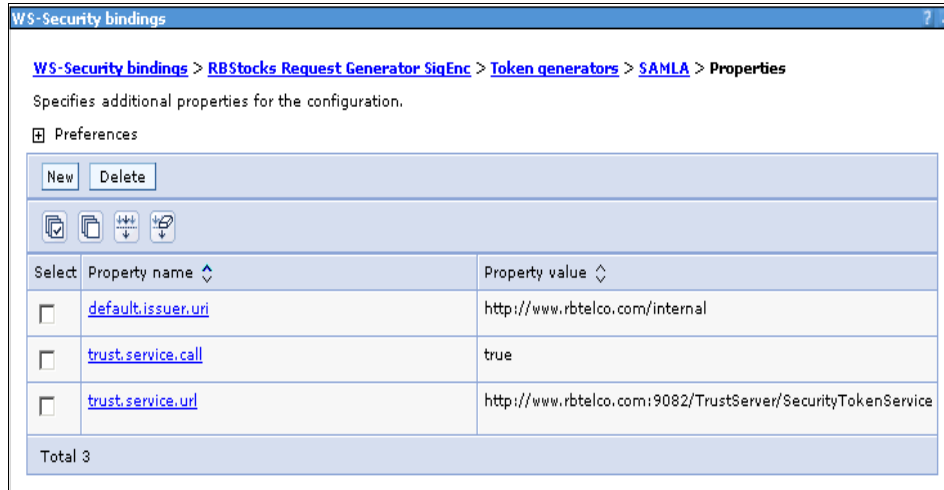 WS-Security bindings ?
WS-Security bindings > RBStocks Request Generator SigEnc > Token generators > SAMLA > Properties
Specifies additional properties for the configuration.
Preferences
New Delete
Select Property name Property value
default.issuer.uri http://www.rbtelco.com/internal
trust.service.call true
trust.service.url http://www.rbtelco.com:9082/TrustServer/SecurityTokenService
Total 3